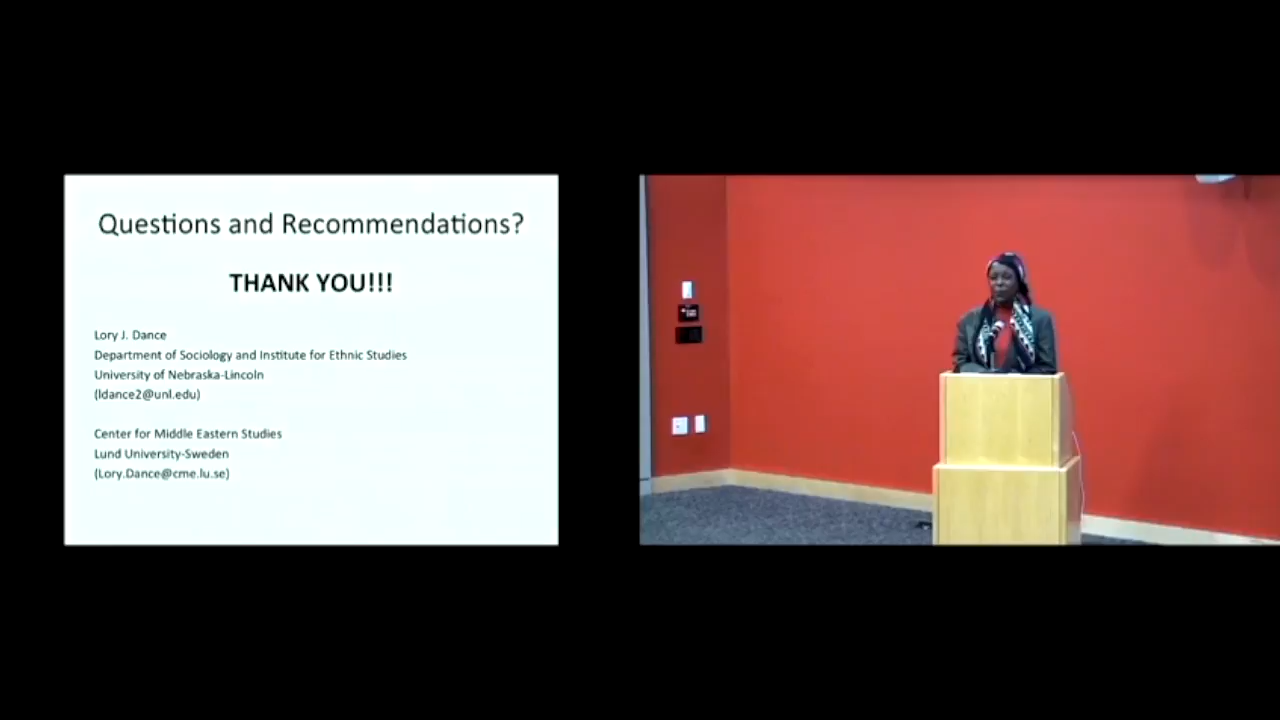 Questions and Recommendations?
THANK YOU!!!
Lory J. Dance
Department of Sociology and Institute for Ethnic Studies
University of Nebraska-Lincoln
(ldance2@unl.edu)
Center for Middle Eastern Studies
Lund University-Sweden
(Lory.Dance@cme.lu.se)